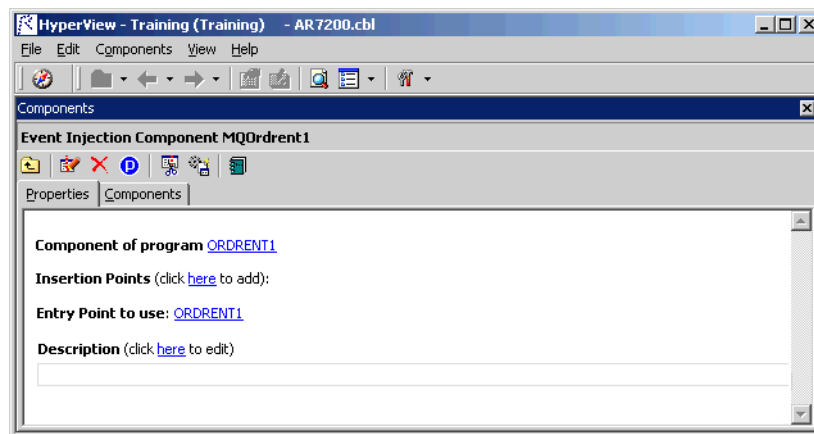 HyperView - Training (Training) - AR7200.cbl
File Edit Components View Help
Components
Event Injection Component MQOrdrent1
Properties Components
Component of program ORDRENT1
Insertion Points (click here to add):
Entry Point to use: ORDRENT1
Description (click here to edit)